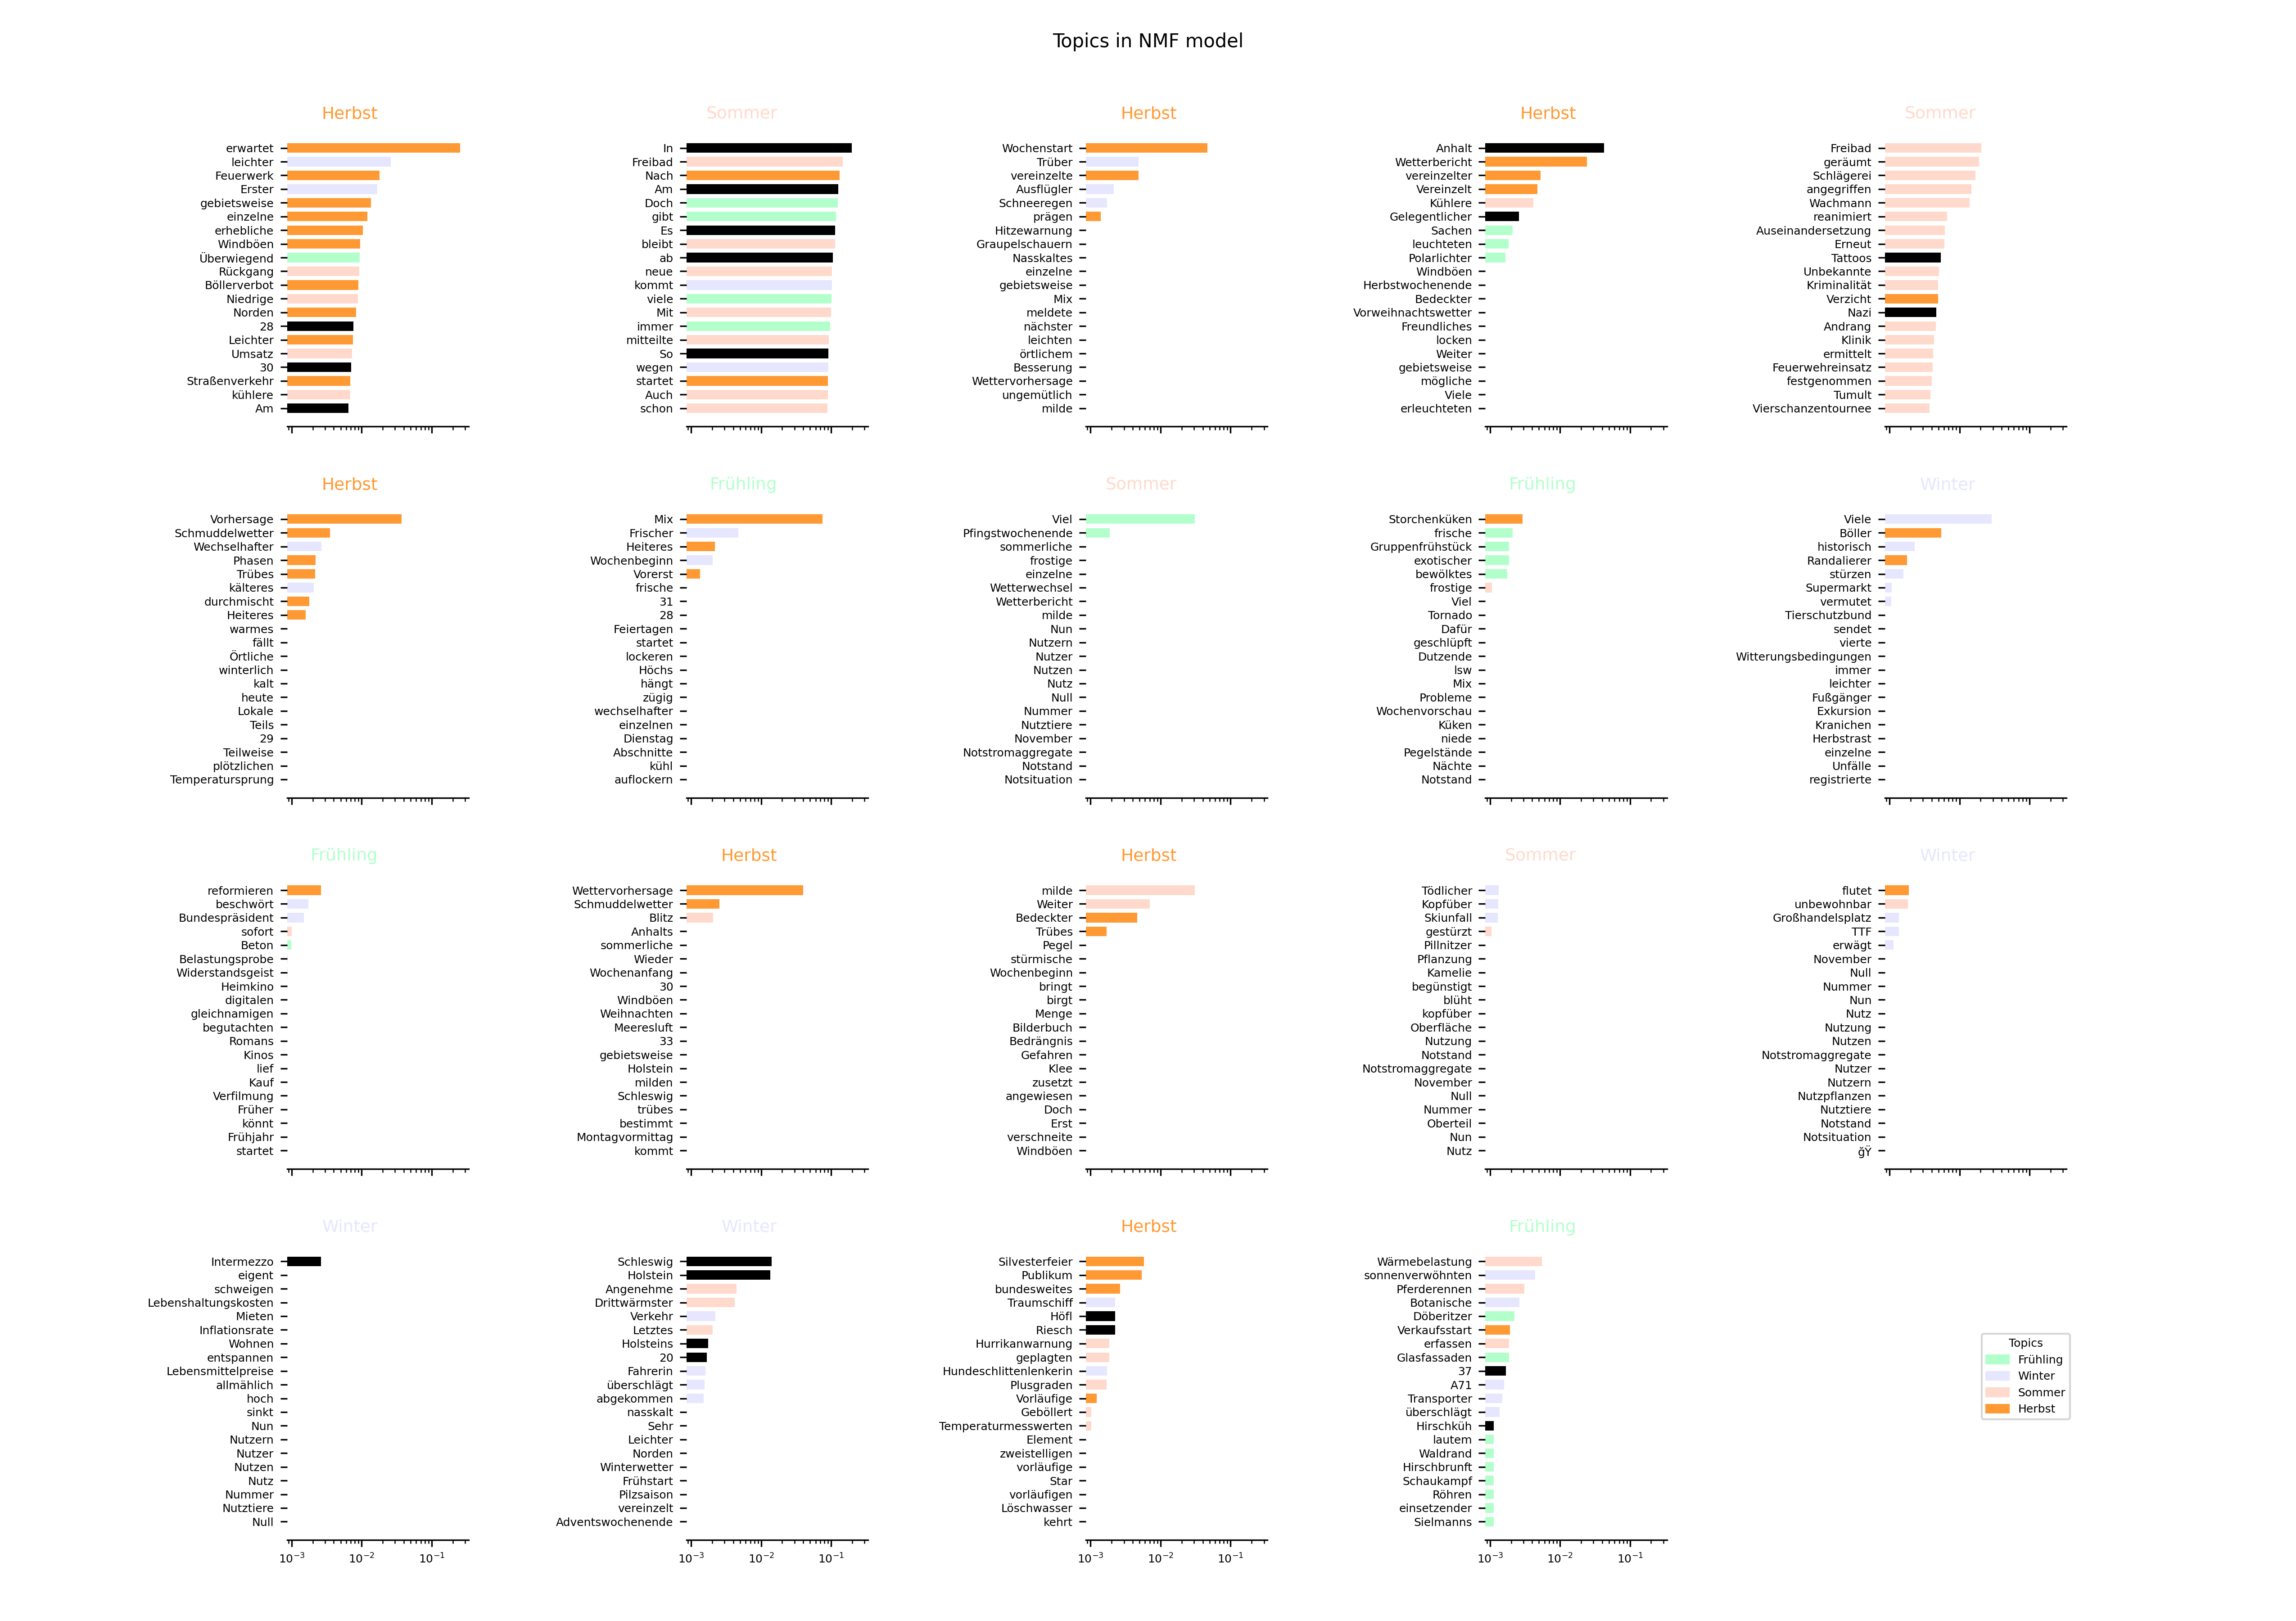 Topics in NMF model
Herbst
erwartet
leichter
Feuerwerk
Erster
gebietsweise
einzelne
erhebliche
Windböen
Überwiegend
Rückgang
Böllerverbot
Niedrige
Norden
28
Leichter
Umsatz
30
Straßenverkehr
kühlere
Am
Sommer
In
Freibad
Nach
Am
Doch
gibt
Es
bleibt
ab
neue
kommt
viele
Mit
immer
mitteilte
So
wegen
startet
Auch
schon
Herbst
Wochenstart
Trüber
vereinzelte
Ausflügler
Schneeregen
prägen
Hitzewarnung
Graupelschauern
Nasskaltes
einzelne
gebietsweise
Mix
meldete
nächster
leichten
örtlichem
Besserung
Wettervorhersage
ungemütlich
milde
Herbst
Anhalt
Wetterbericht
vereinzelter
Vereinzelt
Kühlere
Gelegentlicher
Sachen
leuchteten
Polarlichter
Windböen
Herbstwochenende
Bedeckter
Vorweihnachtswetter
Freundliches
locken
Weiter
gebietsweise
mögliche
Viele
erleuchteten
Sommer
Freibad
geräumt
Schlägerei
angegriffen
Wachmann
reanimiert
Auseinandersetzung
Erneut
Tattoos
Unbekannte
Kriminalität
Verzicht
Nazi
Andrang
Klinik
ermittelt
Feuerwehreinsatz
festgenommen
Tumult
Vierschanzentournee
Herbst
Vorhersage
Schmuddelwetter
Wechselhafter
Phasen
Trübes
kälteres
durchmischt
Heiteres
warmes
fällt
Örtliche
winterlich
kalt
heute
Lokale
Teils
29
Teilweise
plötzlichen
Temperatursprung
Frühling
Mix
Frischer
Heiteres
Wochenbeginn
Vorerst
frische
31
28
Feiertagen
startet
lockeren
Höchs
hängt
zügig
wechselhafter
einzelnen
Dienstag
Abschnitte
kühl
auflockern
Sommer
Viel
Pfingstwochenende
sommerliche
frostige
einzelne
Wetterwechsel
Wetterbericht
milde
Nun
Nutzern
Nutzer
Nutzen
Nutz
Null
Nummer
Nutztiere
November
Notstromaggregate
Notstand
Notsituation
Frühling
Storchenküken
frische
Gruppenfrühstück
exotischer
bewölktes
frostige
Viel
Tornado
Dafür
geschlüpft
Dutzende
lsw
Mix
Probleme
Wochenvorschau
Küken
niede
Pegelstände
Nächte
Notstand
Winter
Viele
Böller
historisch
Randalierer
stürzen
Supermarkt
vermutet
Tierschutzbund
sendet
vierte
Witterungsbedingungen
immer
leichter
Fußgänger
Exkursion
Kranichen
Herbstrast
einzelne
Unfälle
registrierte
Frühling
reformieren
beschwört
Bundespräsident
sofort
Beton
Belastungsprobe
Widerstandsgeist
Heimkino
digitalen
gleichnamigen
begutachten
Romans
Kinos
lief
Kauf
Verfilmung
Früher
könnt
Frühjahr
startet
Herbst
Wettervorhersage
Schmuddelwetter
Blitz
Anhalts
sommerliche
Wieder
Wochenanfang
30
Windböen
Weihnachten
Meeresluft
33
gebietsweise
Holstein
milden
Schleswig
trübes
bestimmt
Montagvormittag
kommt
Herbst
milde
Weiter
Bedeckter
Trübes
Pegel
stürmische
Wochenbeginn
bringt
birgt
Menge
Bilderbuch
Bedrängnis
Gefahren
Klee
zusetzt
angewiesen
Doch
Erst
verschneite
Windböen
Sommer
Tödlicher
Kopfüber
Skiunfall
gestürzt
Pillnitzer
Pflanzung
Kamelie
begünstigt
blüht
kopfüber
Oberfläche
Nutzung
Notstand
Notstromaggregate
November
Null
Nummer
Oberteil
Nun
Nutz
Winter
flutet
unbewohnbar
Großhandelsplatz
TTF
erwägt
November
Null
Nummer
Nun
Nutz
Nutzung
Nutzen
Notstromaggregate
Nutzer
Nutzern
Nutzpflanzen
Nutztiere
Notstand
Notsituation
ğŸ
Winter
Intermezzo
eigent
schweigen
Lebenshaltungskosten
Mieten
Inflationsrate
Wohnen
entspannen
Lebensmittelpreise
allmählich
hoch
sinkt
Nun
Nutzern
Nutzer
Nutzen
Nutz
Nummer
Nutztiere
Null
10⁻³ 10⁻² 10⁻¹
Winter
Schleswig
Holstein
Angenehme
Drittwärmster
Verkehr
Letztes
Holsteins
20
Fahrerin
überschlägt
abgekommen
nasskalt
Sehr
Leichter
Norden
Winterwetter
Frühstart
Pilzsaison
vereinzelt
Adventswochenende
10⁻³ 10⁻² 10⁻¹
Herbst
Silvesterfeier
Publikum
bundesweites
Traumschiff
Höfl
Riesch
Hurrikanwarnung
geplagten
Hundeschlittenlenkerin
Plusgraden
Vorläufige
Geböllert
Temperaturmesswerten
Element
zweistelligen
vorläufige
Star
vorläufigen
Löschwasser
kehrt
10⁻³ 10⁻² 10⁻¹
Frühling
Wärmebelastung
sonnenverwöhnten
Pferderennen
Botanische
Döberitzer
Verkaufsstart
erfassen
Glasfassaden
37
A71
Transporter
überschlägt
Hirschküh
lautem
Waldrand
Hirschbrunft
Schaukampf
Röhren
einsetzender
Sielmanns
10⁻³ 10⁻² 10⁻¹
Topics
Frühling
Winter
Sommer
Herbst